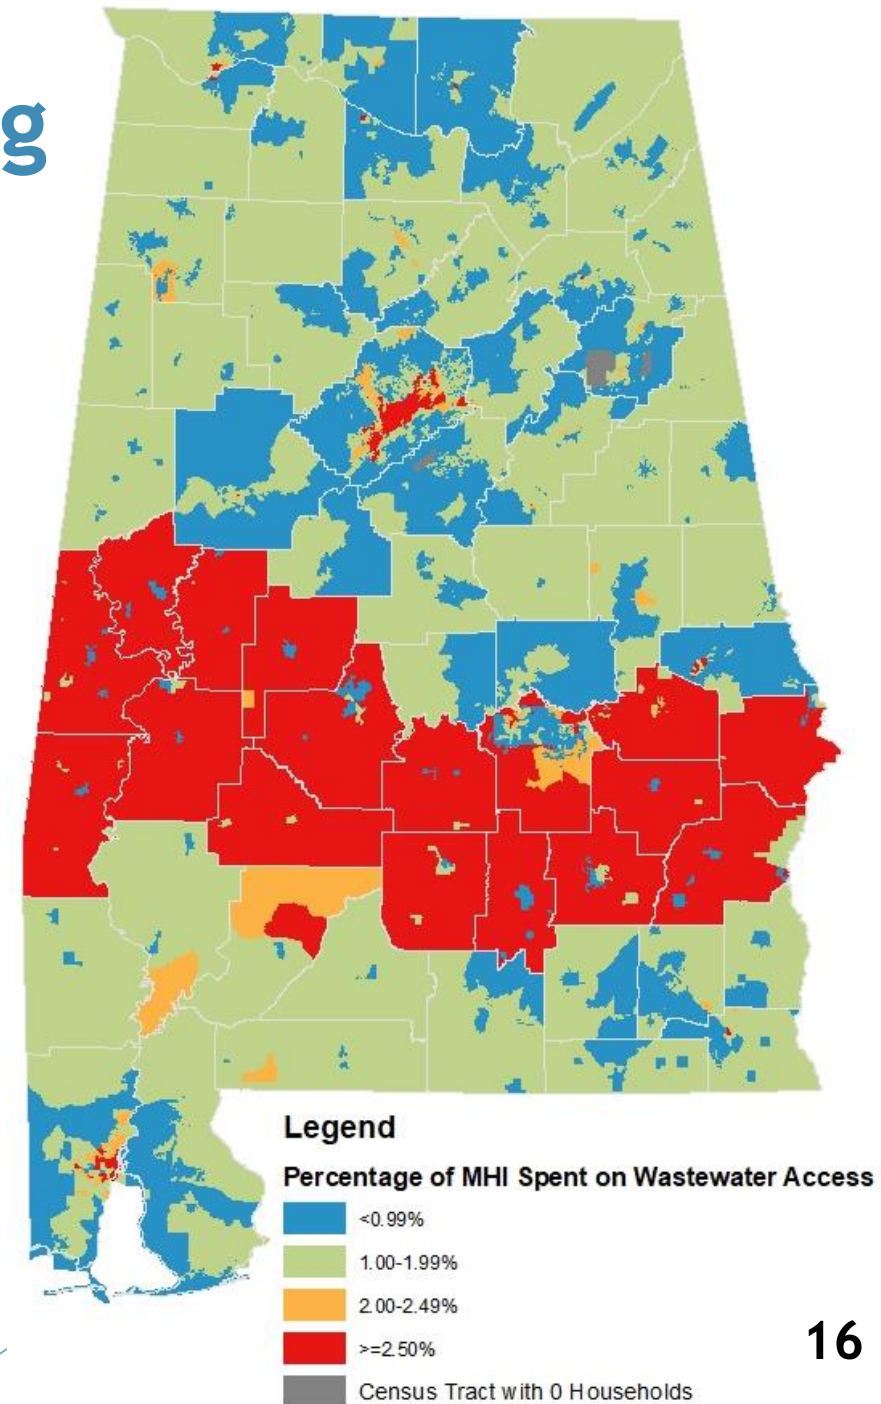 g
Legend
Percentage of MHI Spent on Wastewater Access
<0.99%
1.00-1.99%
2.00-2.49%
>=2.50%
Census Tract with 0 Households
16